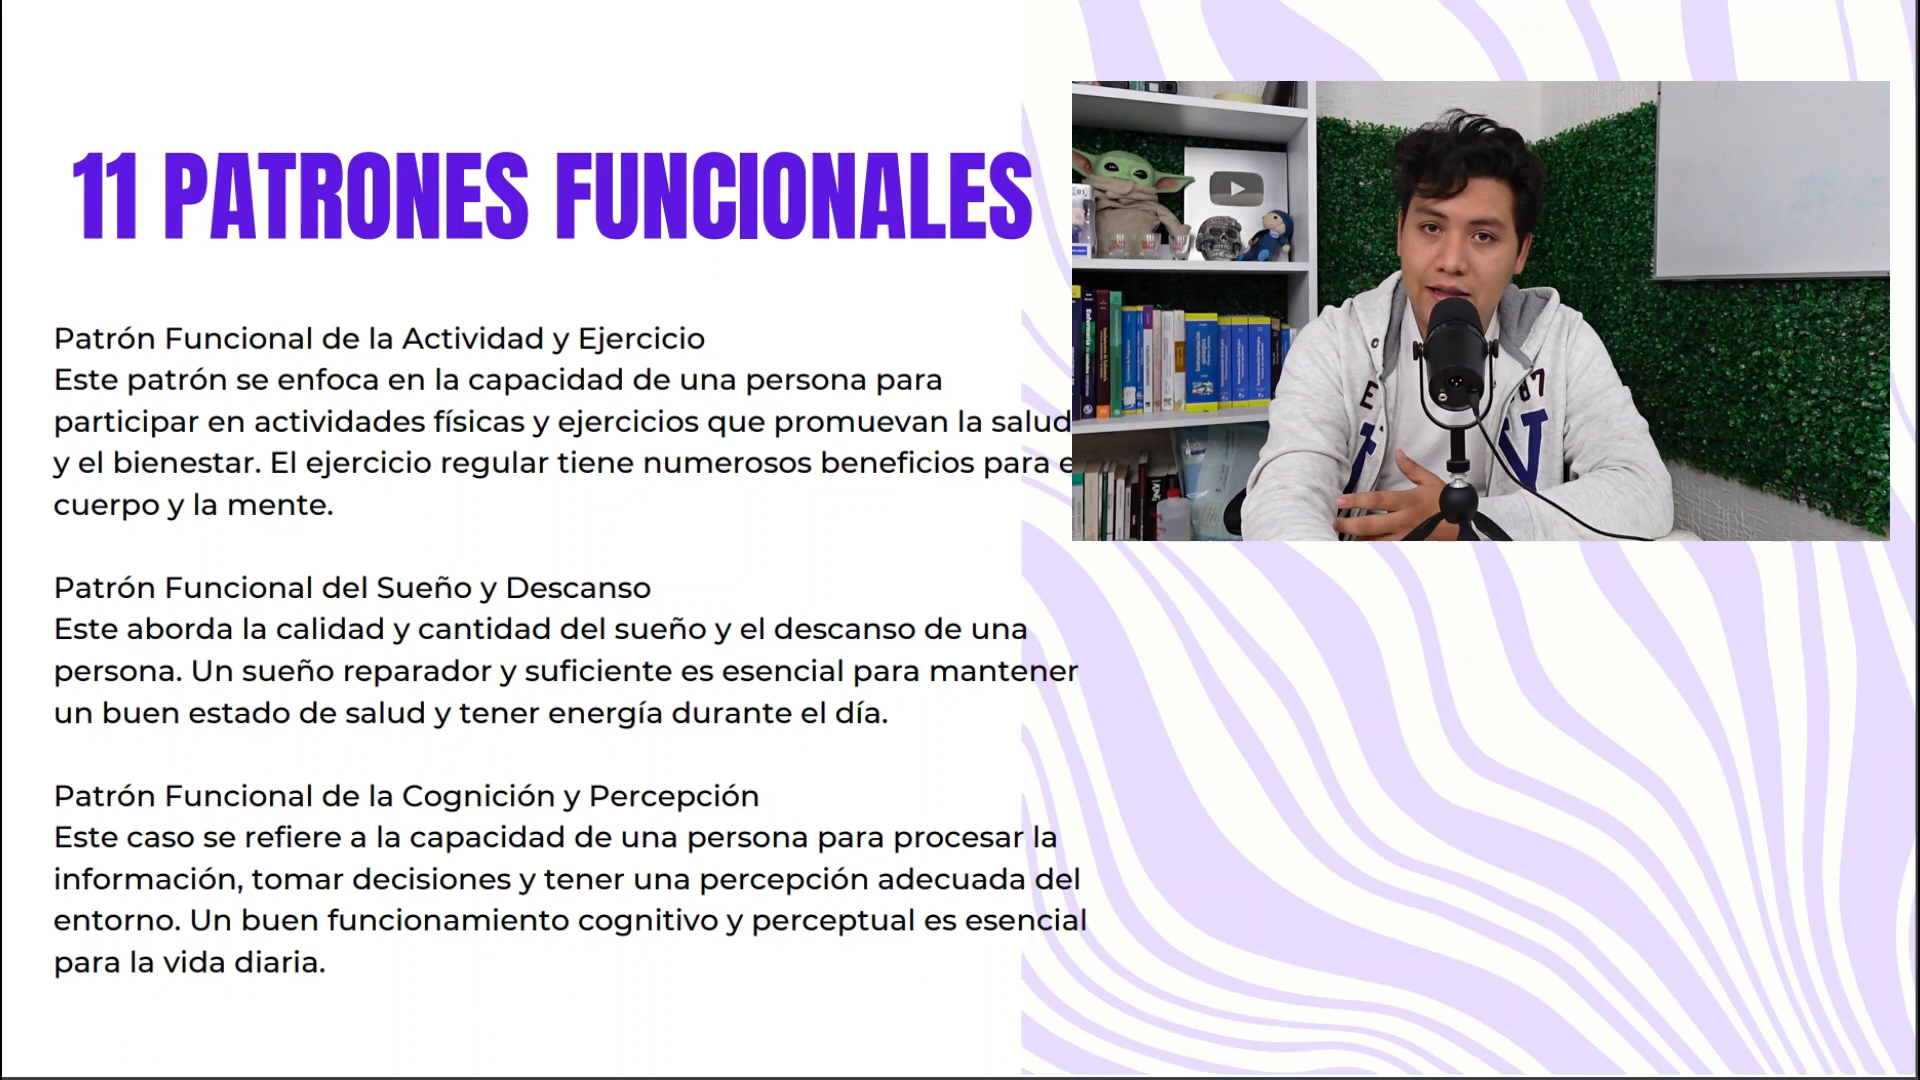 11 PATRONES FUNCIONALES
Patrón Funcional de la Actividad y Ejercicio
Este patrón se enfoca en la capacidad de una persona para
participar en actividades físicas y ejercicios que promuevan la salud
y el bienestar. El ejercicio regular tiene numerosos beneficios para e
cuerpo y la mente.
Patrón Funcional del Sueño y Descanso
Este aborda la calidad y cantidad del sueño y el descanso de una
persona. Un sueño reparador y suficiente es esencial para mantener
un buen estado de salud y tener energía durante el día.
Patrón Funcional de la Cognición y Percepción
Este caso se refiere a la capacidad de una persona para procesar la
información, tomar decisiones y tener una percepción adecuada del
entorno. Un buen funcionamiento cognitivo y perceptual es esencial
para la vida diaria.